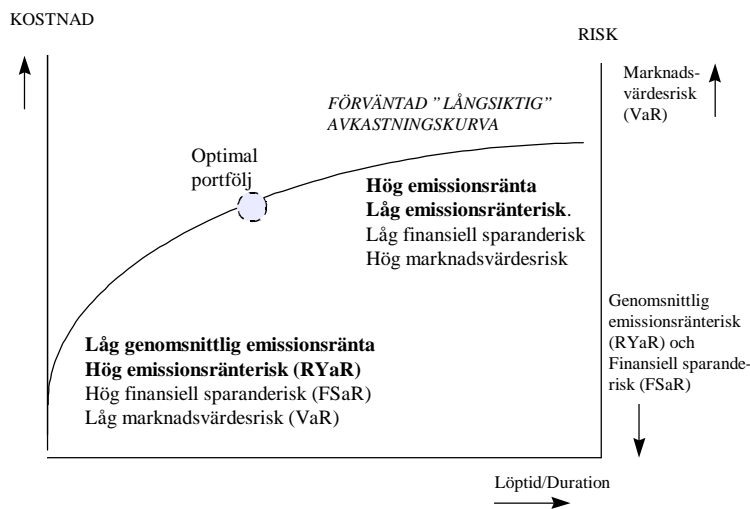 KOSTNAD
RISK
Marknads-
värdesrisk
(VaR)
FÖRVÄNTAD " LÅNGSIKTIG"
AVKASTNINGSKURVA
Optimal
portfölj
Hög emissionsränta
Låg emissionsränterisk.
Låg finansiell sparanderisk
Hög marknadsvärdesrisk
Genomsnittlig
emissionsränterisk
(RYaR) och
Finansiell sparande-
risk (FSaR)
Låg genomsnittlig emissionsränta
Hög emissionsränterisk (RYaR)
Hög finansiell sparanderisk (FSaR)
Låg marknadsvärdesrisk (VaR)
Löptid/Duration